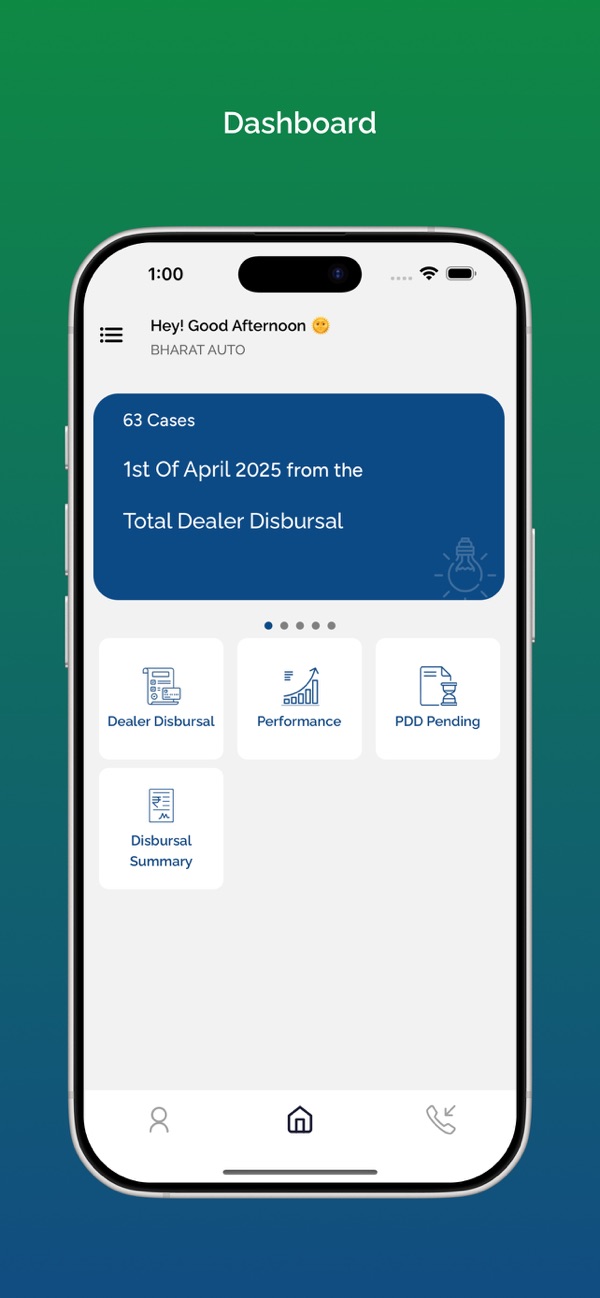 Dashboard
1:00
Hey! Good Afternoon 🤭
BHARAT AUTO
63 Cases
1st Of April 2025 from the
Total Dealer Disbursal
Dealer Disbursal
Performance
PDD Pending
Disbursal
Summary